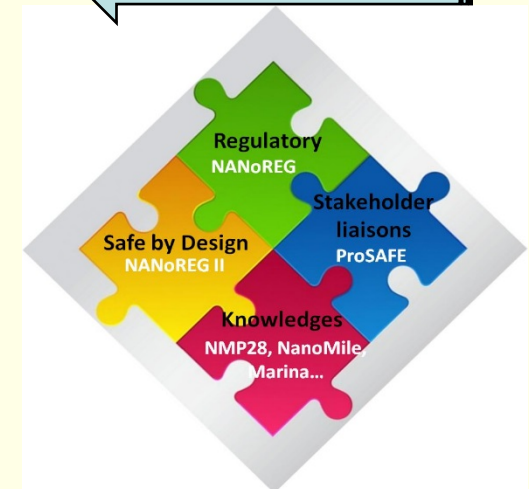 Regulatory
NANoREG
Stakeholder
liaisons
ProSAFE
Safe by Design
NANoREG II
Knowledges
NMP28, NanoMile,
Marina...